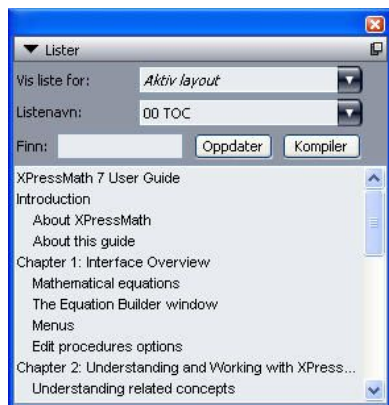 Lister
Vis liste for: Aktiv layout
Listenavn: 00 TOC
Finn: Oppdater Kompiler
XPressMath 7 User Guide
Introduction
About XPressMath
About this guide
Chapter 1: Interface Overview
Mathematical equations
The Equation Builder window
Menus
Edit procedures options
Chapter 2: Understanding and Working with XPress...
Understanding related concepts